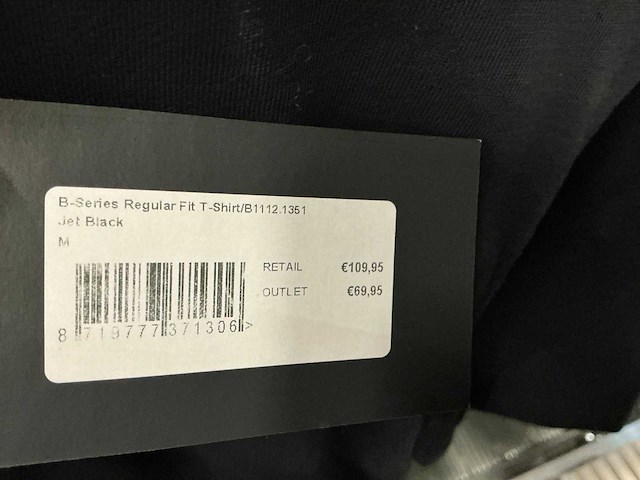 B-Series Regular Fit T-Shirt/B1112.1351
Jet Black
M
RETAIL €109,95
OUTLET €69,95
8 719777 371306 >